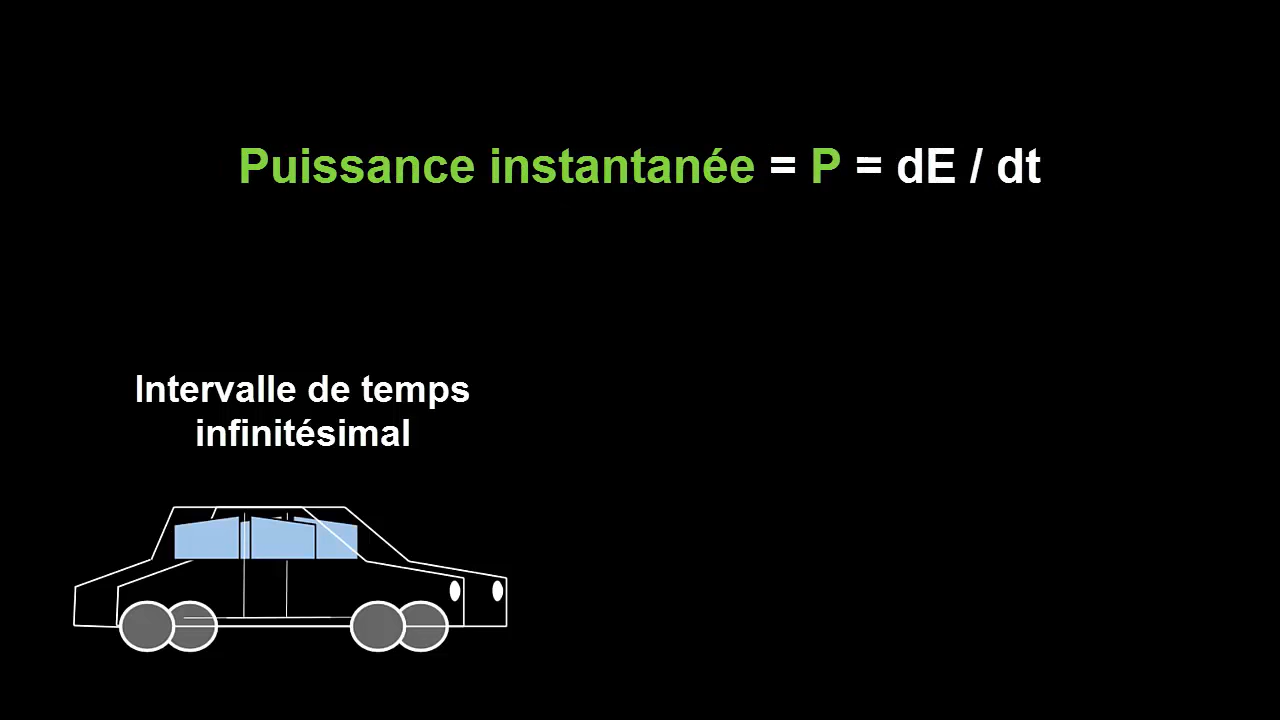 Puissance instantanée = P = dE / dt
Intervalle de temps
infinitésimal